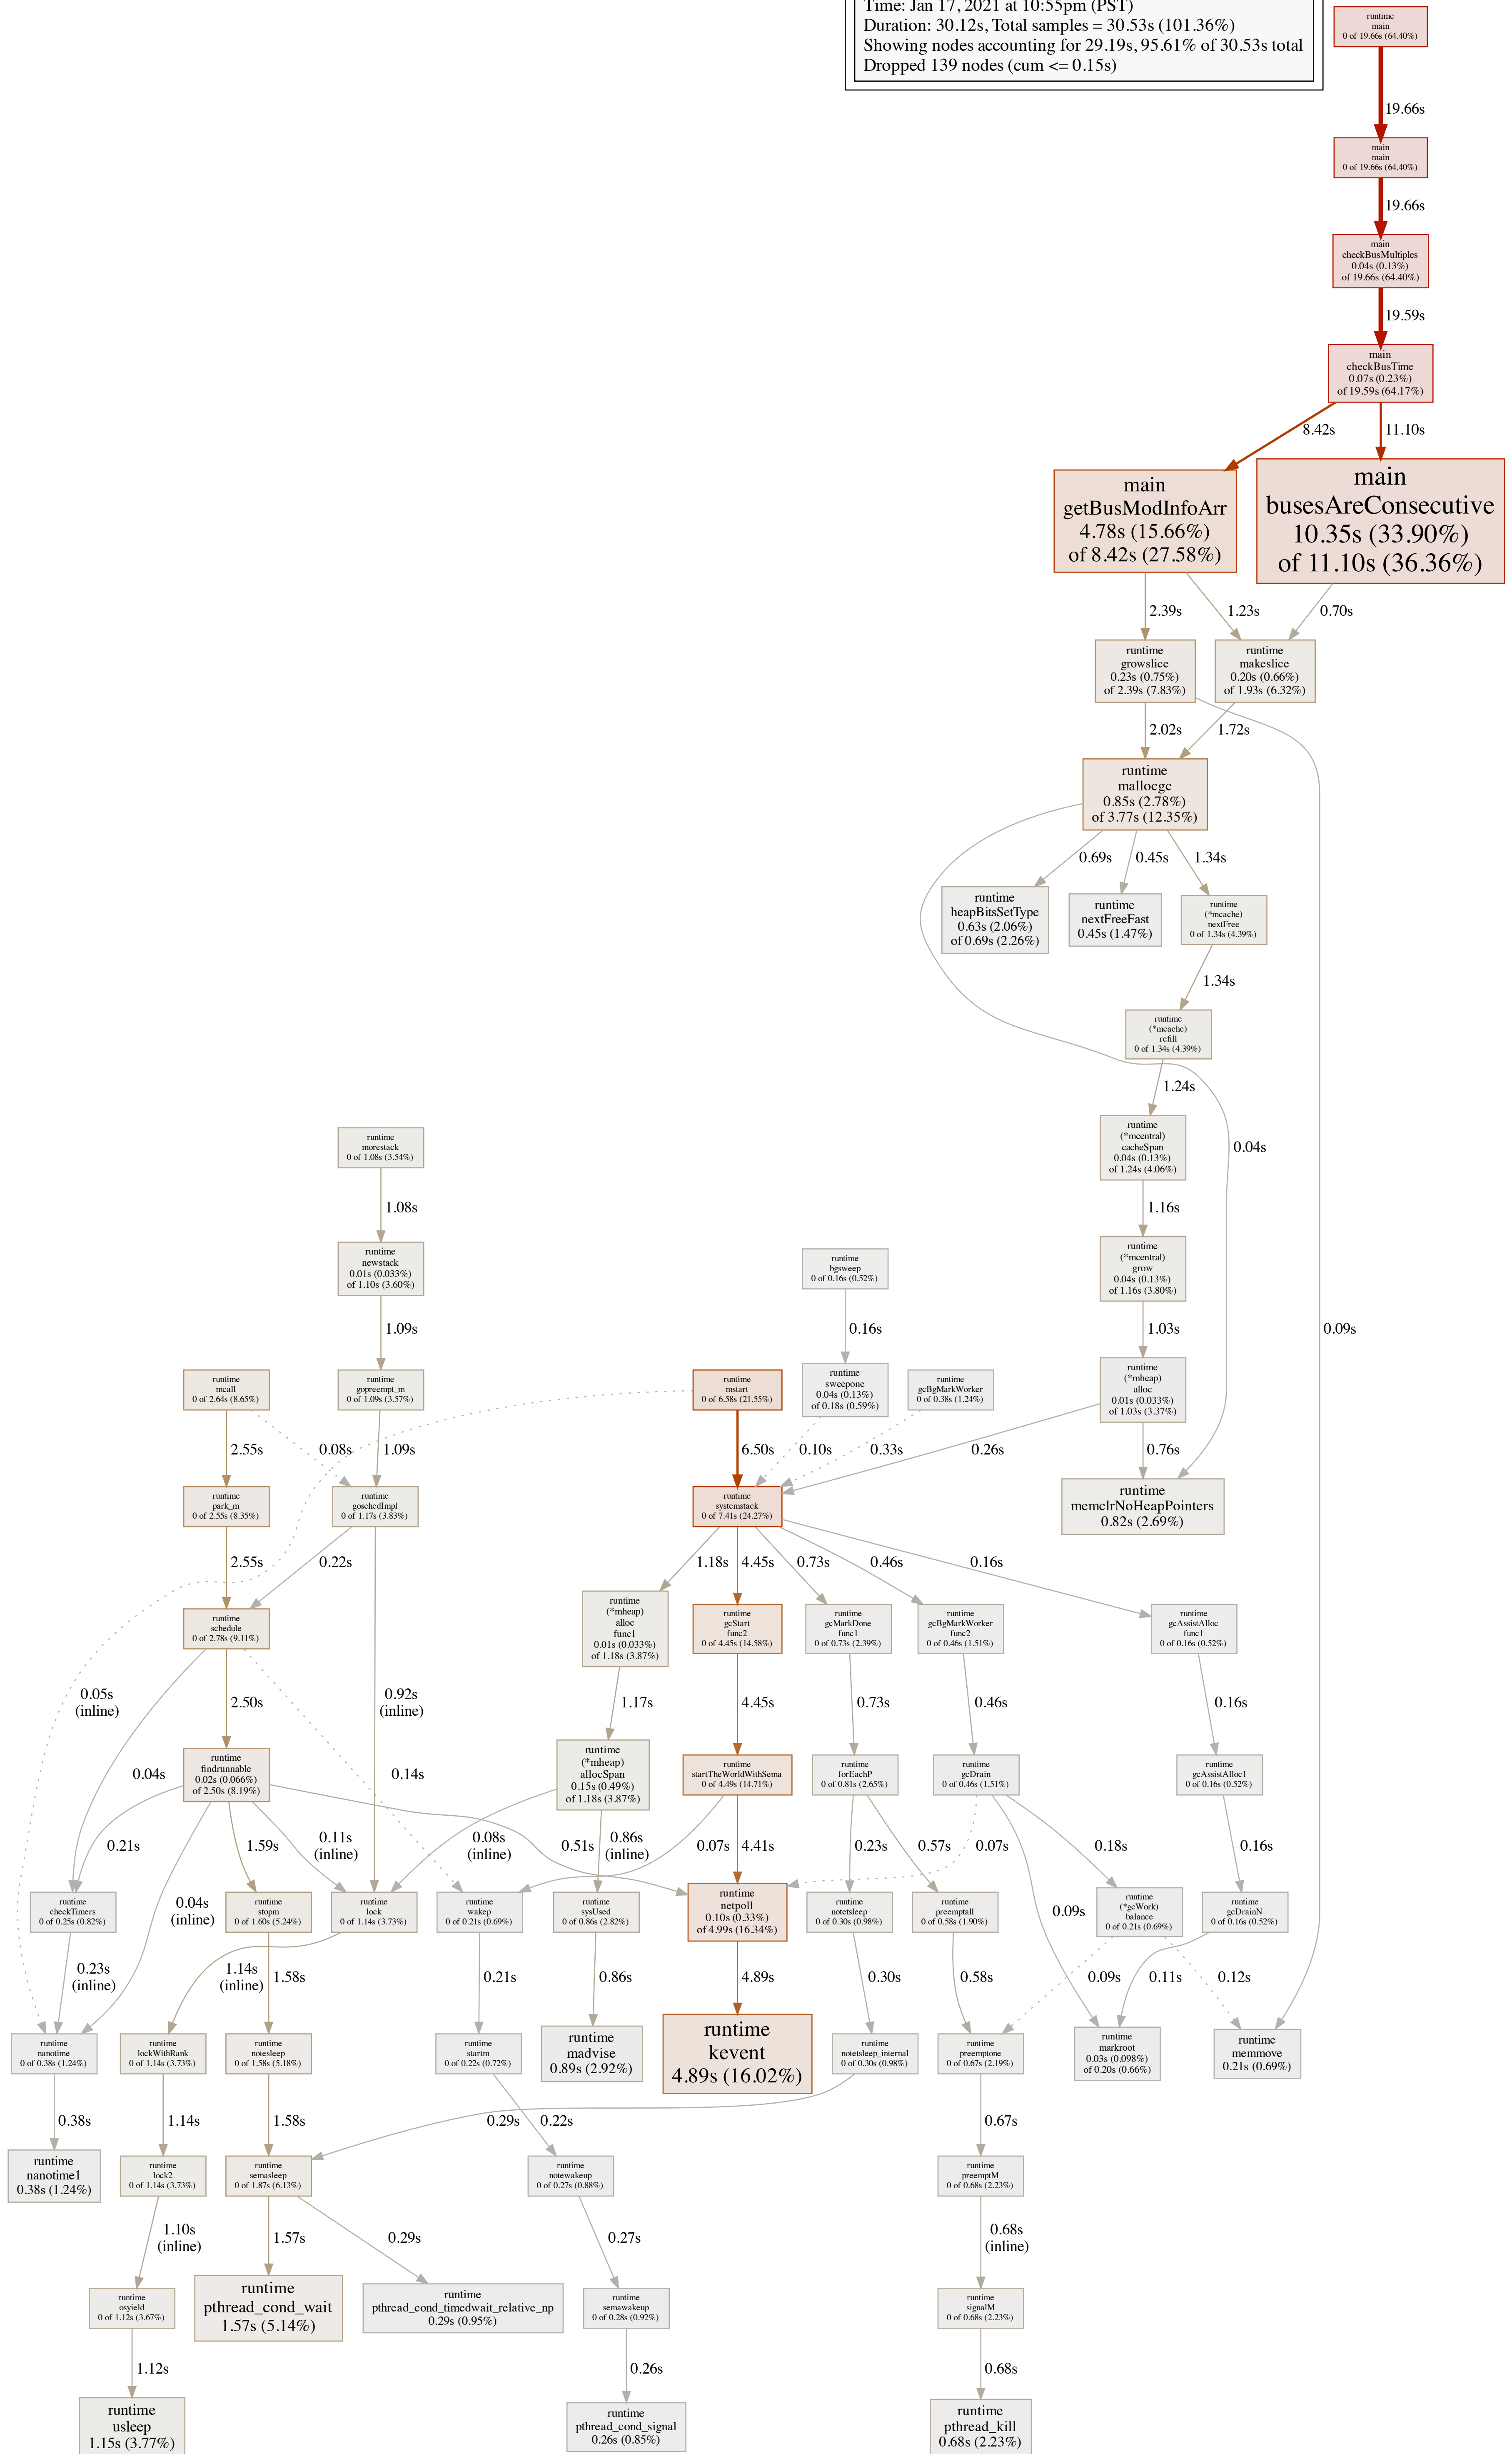 Time: Jan 17, 2021 at 10:55pm (PST)
Duration: 30.12s, Total samples = 30.53s (101.36%)
Showing nodes accounting for 29.19s, 95.61% of 30.53s total
Dropped 139 nodes (cum <= 0.15s)
runtime
main
0 of 19.66s (64.40%)
19.66s
main
main
0 of 19.66s (64.40%)
19.66s
main
checkBusMultiples
0.04s (0.13%)
of 19.66s (64.40%)
19.59s
main
checkBusTime
0.07s (0.23%)
of 19.59s (64.17%)
8.42s
11.10s
main
getBusModInfoArr
4.78s (15.66%)
of 8.42s (27.58%)
main
busesAreConsecutive
10.35s (33.90%)
of 11.10s (36.36%)
2.39s
1.23s
0.70s
runtime
growslice
0.23s (0.75%)
of 2.39s (7.83%)
runtime
makeslice
0.20s (0.66%)
of 1.93s (6.32%)
2.02s
1.72s
runtime
mallocgc
0.85s (2.78%)
of 3.77s (12.35%)
0.69s
0.45s
1.34s
runtime
heapBitsSetType
0.63s (2.06%)
of 0.69s (2.26%)
runtime
nextFreeFast
0.45s (1.47%)
runtime
(*mcache)
nextFree
0 of 1.34s (4.39%)
1.34s
runtime
(*mcache)
refill
0 of 1.34s (4.39%)
1.24s
runtime
morestack
0 of 1.08s (3.54%)
runtime
(*mcentral)
cacheSpan
0.04s (0.13%)
of 1.24s (4.06%)
0.04s
1.08s
1.16s
runtime
newstack
0.01s (0.033%)
of 1.10s (3.60%)
runtime
bgsweep
0 of 0.16s (0.52%)
runtime
(*mcentral)
grow
0.04s (0.13%)
of 1.16s (3.80%)
1.09s
0.16s
1.03s
0.09s
runtime
mcall
0 of 2.64s (8.65%)
runtime
gopreempt_m
0 of 1.09s (3.57%)
runtime
mstart
0 of 6.58s (21.55%)
runtime
sweepone
0.04s (0.13%)
of 0.18s (0.59%)
runtime
gcBgMarkWorker
0 of 0.38s (1.24%)
runtime
(*mheap)
alloc
0.01s (0.033%)
of 1.03s (3.37%)
2.55s
0.08s
1.09s
6.50s
0.10s
0.33s
0.26s
0.76s
runtime
park_m
0 of 2.55s (8.35%)
runtime
goschedImpl
0 of 1.17s (3.83%)
runtime
systemstack
0 of 7.41s (24.27%)
runtime
memclrNoHeapPointers
0.82s (2.69%)
2.55s
0.22s
1.18s
4.45s
0.73s
0.46s
0.16s
runtime
schedule
0 of 2.78s (9.11%)
runtime
(*mheap)
alloc
func1
0.01s (0.033%)
of 1.18s (3.87%)
runtime
gcStart
func2
0 of 4.45s (14.58%)
runtime
gcMarkDone
func1
0 of 0.73s (2.39%)
runtime
gcBgMarkWorker
func2
0 of 0.46s (1.51%)
runtime
gcAssistAlloc
func1
0 of 0.16s (0.52%)
0.05s
(inline)
2.50s
0.92s
(inline)
1.17s
4.45s
0.73s
0.46s
0.16s
0.04s
runtime
findrunnable
0.02s (0.066%)
of 2.50s (8.19%)
0.14s
runtime
(*mheap)
allocSpan
0.15s (0.49%)
of 1.18s (3.87%)
runtime
startTheWorldWithSema
0 of 4.49s (14.71%)
runtime
forEachP
0 of 0.81s (2.65%)
runtime
gcDrain
0 of 0.46s (1.51%)
runtime
gcAssistAlloc1
0 of 0.16s (0.52%)
0.21s
1.59s
0.11s
(inline)
0.08s
(inline)
0.51s
0.86s
(inline)
0.07s
4.41s
0.23s
0.57s
0.07s
0.18s
0.16s
0.04s
(inline)
runtime
checkTimers
0 of 0.25s (0.82%)
runtime
stopm
0 of 1.60s (5.24%)
runtime
lock
0 of 1.14s (3.73%)
runtime
wakep
0 of 0.21s (0.69%)
runtime
sysUsed
0 of 0.86s (2.82%)
runtime
netpoll
0.10s (0.33%)
of 4.99s (16.34%)
runtime
notetsleep
0 of 0.30s (0.98%)
runtime
preemptall
0 of 0.58s (1.90%)
0.09s
runtime
(*gcWork)
balance
0 of 0.21s (0.69%)
runtime
gcDrainN
0 of 0.16s (0.52%)
0.23s
(inline)
1.14s
(inline)
1.58s
0.21s
0.86s
4.89s
0.30s
0.58s
0.09s
0.11s
0.12s
runtime
nanotime
0 of 0.38s (1.24%)
runtime
lockWithRank
0 of 1.14s (3.73%)
runtime
notesleep
0 of 1.58s (5.18%)
runtime
startm
0 of 0.22s (0.72%)
runtime
madvise
0.89s (2.92%)
runtime
kevent
4.89s (16.02%)
runtime
notetsleep_internal
0 of 0.30s (0.98%)
runtime
preemptone
0 of 0.67s (2.19%)
runtime
markroot
0.03s (0.098%)
of 0.20s (0.66%)
runtime
memmove
0.21s (0.69%)
0.38s
1.14s
1.58s
0.29s
0.22s
0.67s
runtime
nanotime1
0.38s (1.24%)
runtime
lock2
0 of 1.14s (3.73%)
runtime
semasleep
0 of 1.87s (6.13%)
runtime
notewakeup
0 of 0.27s (0.88%)
runtime
preemptM
0 of 0.68s (2.23%)
1.10s
(inline)
1.57s
0.29s
0.27s
0.68s
(inline)
runtime
osyield
0 of 1.12s (3.67%)
runtime
pthread_cond_wait
1.57s (5.14%)
runtime
pthread_cond_timedwait_relative_np
0.29s (0.95%)
runtime
semawakeup
0 of 0.28s (0.92%)
runtime
signalM
0 of 0.68s (2.23%)
1.12s
0.26s
0.68s
runtime
usleep
1.15s (3.77%)
runtime
pthread_cond_signal
0.26s (0.85%)
runtime
pthread_kill
0.68s (2.23%)